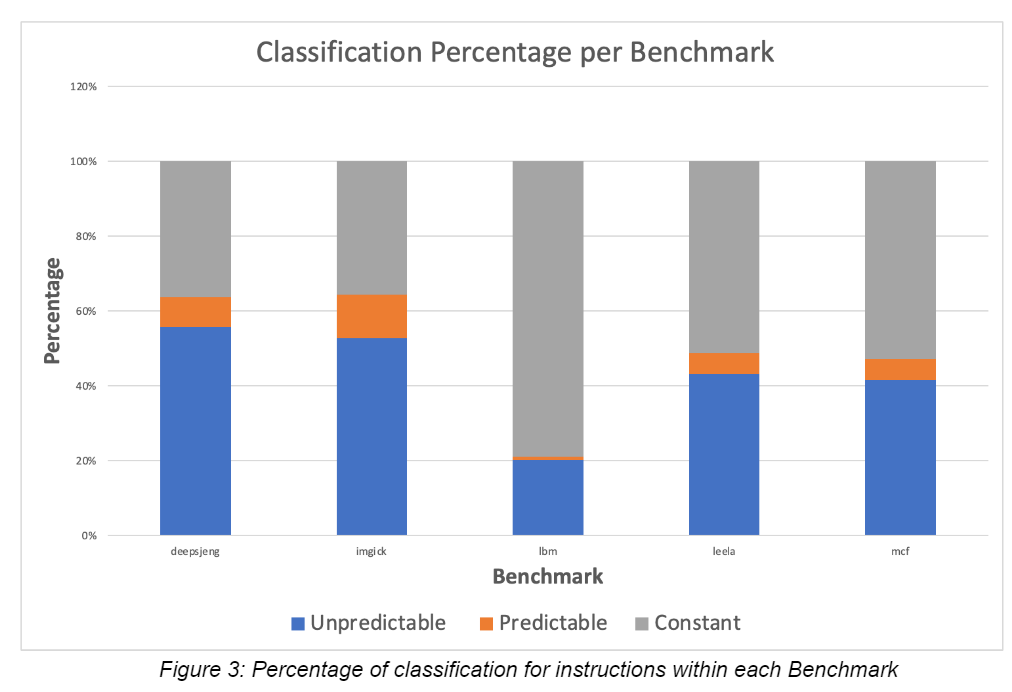 Classification Percentage per Benchmark
120%
100%
80%
60%
40%
20%
0%
Percentage
deepsjeng imgick lbm leela mcf
Benchmark
Unpredictable Predictable Constant
Figure 3: Percentage of classification for instructions within each Benchmark